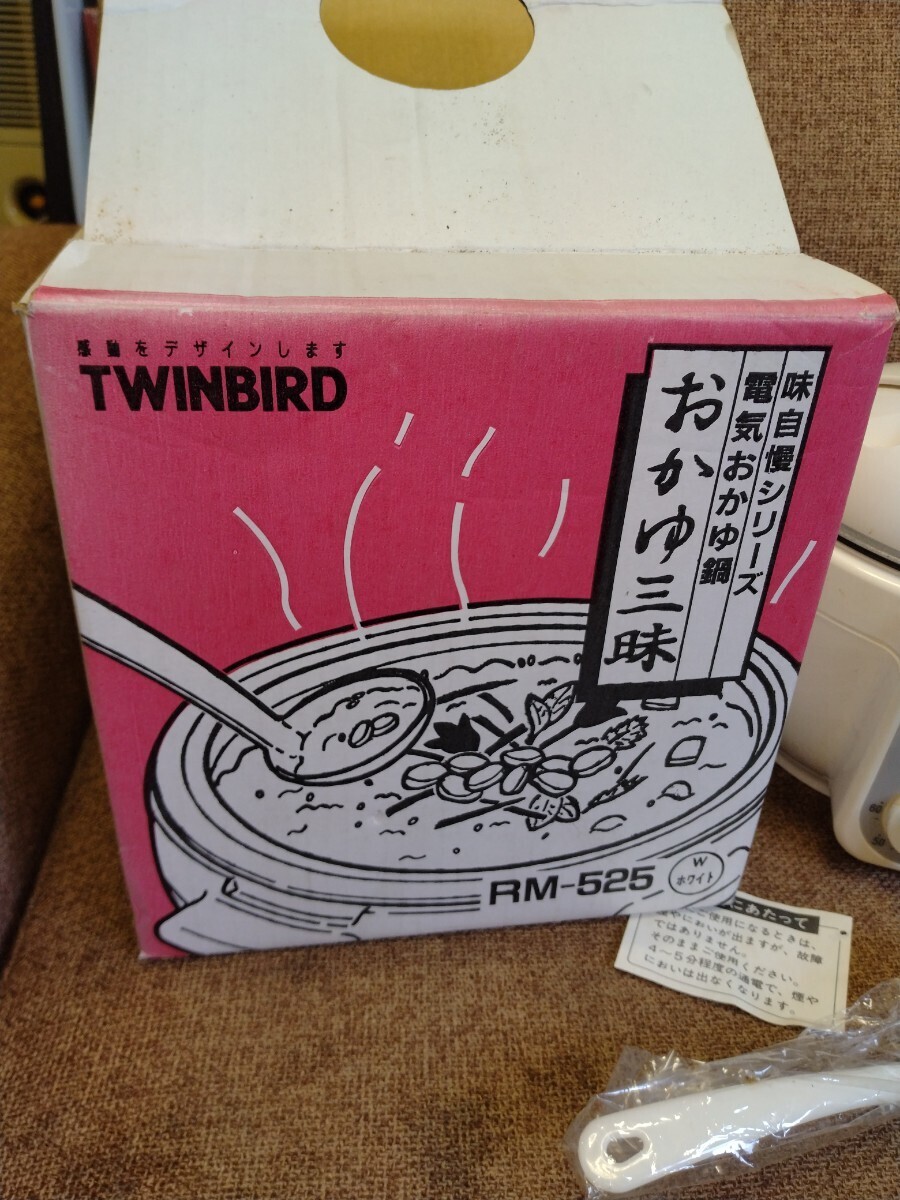 感動をデザインします
TWINBIRD
味自慢シリーズ
電気おかゆ鍋
おかゆ三昧
RM-525
W
ホワイト
にあたって
ご使用になるときは、
煙やにおいが出ますが、故障
ではありません。
そのままご使用ください。
4〜5分程度の通電で、煙や
においは出なくなります。